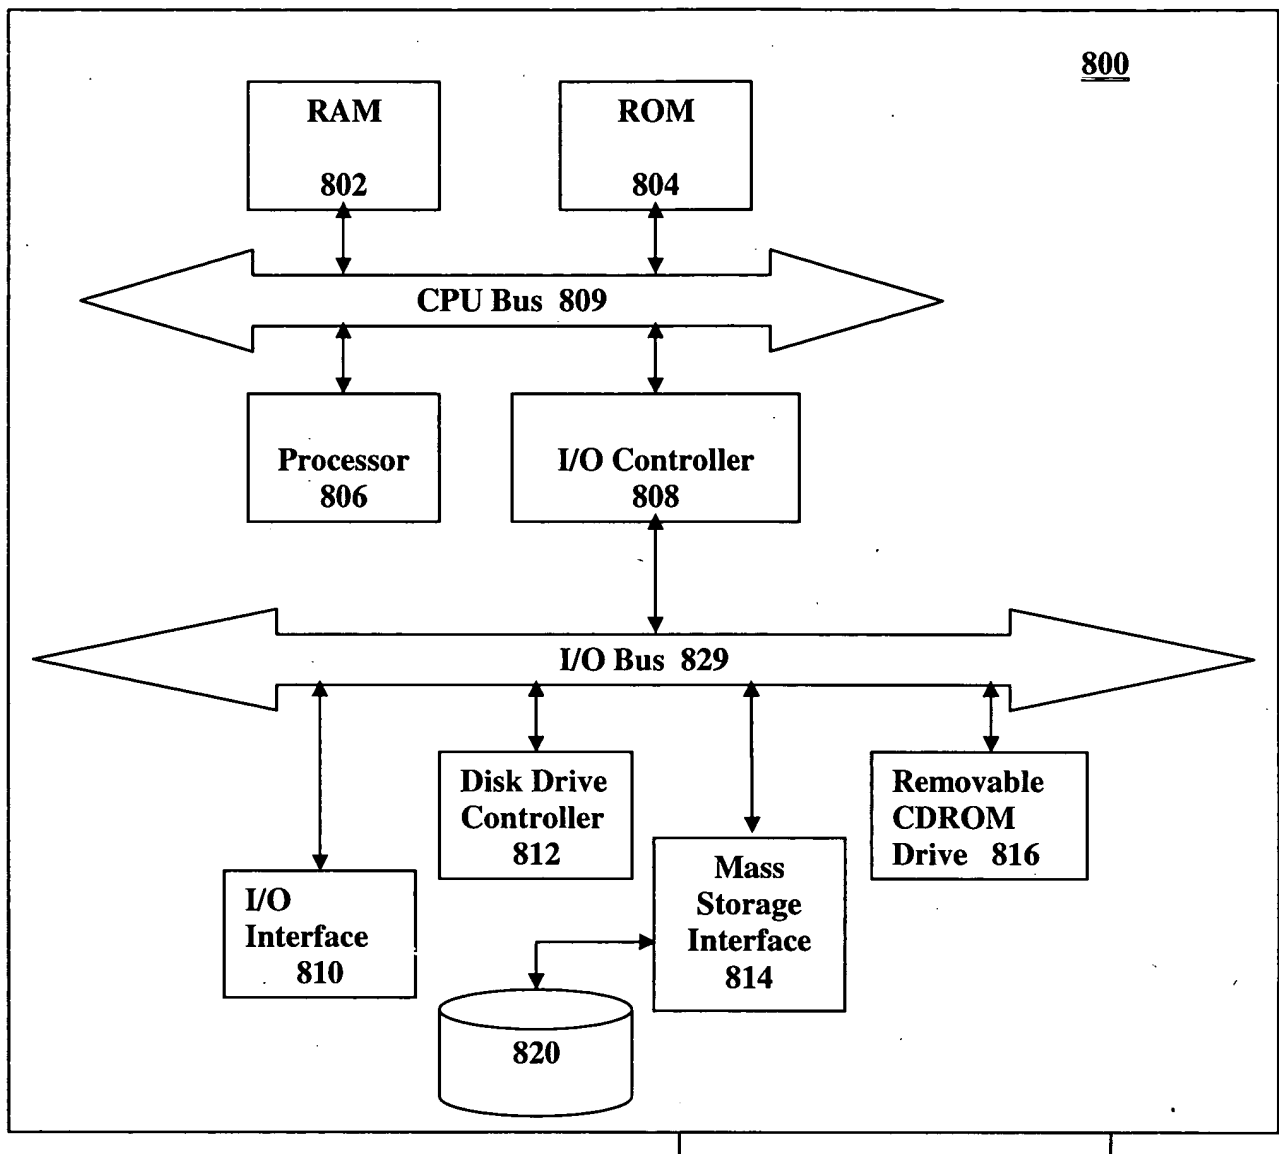 800
RAM
802
ROM
804
CPU Bus 809
Processor
806
I/O Controller
808
I/O Bus 829
I/O
Interface
810
Disk Drive
Controller
812
Mass
Storage
Interface
814
Removable
CDROM
Drive 816
820